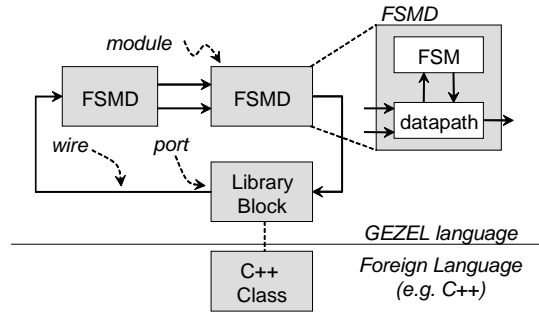 FSMD
module
FSM
FSMD
FSMD
datapath
wire
port
Library
Block
GEZEL language
C++
Class
Foreign Language
(e.g. C++)